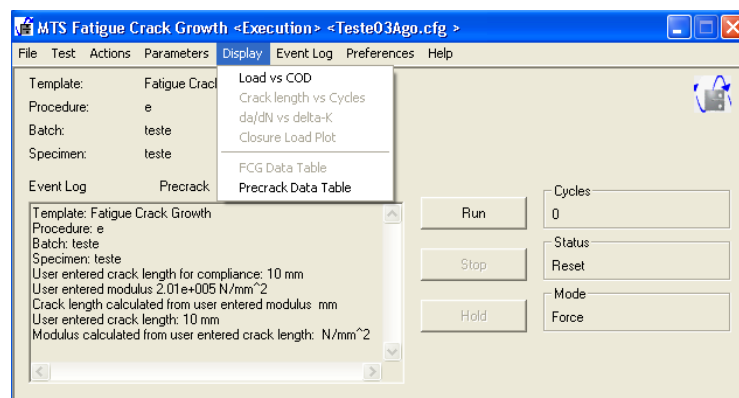 MTS Fatigue Crack Growth <Execution> <Teste03Ago.cfg >
File Test Actions Parameters Display Event Log Preferences Help
Load vs COD
Crack length vs Cycles
da/dN vs delta-K
Closure Load Plot
FCG Data Table
Precrack Data Table
Template: Fatigue
Procedure: e
Batch: teste
Specimen: teste
Event Log Precrack
Template: Fatigue Crack Growth
Procedure: e
Batch: teste
Specimen: teste
User entered crack length for compliance: 10 mm
User entered modulus 2.01e+005 N/mm^2
Crack length calculated from user entered modulus mm
User entered crack length: 10 mm
Modulus calculated from user entered crack length: N/mm^2
Run
Stop
Hold
Cycles
0
Status
Reset
Mode
Force